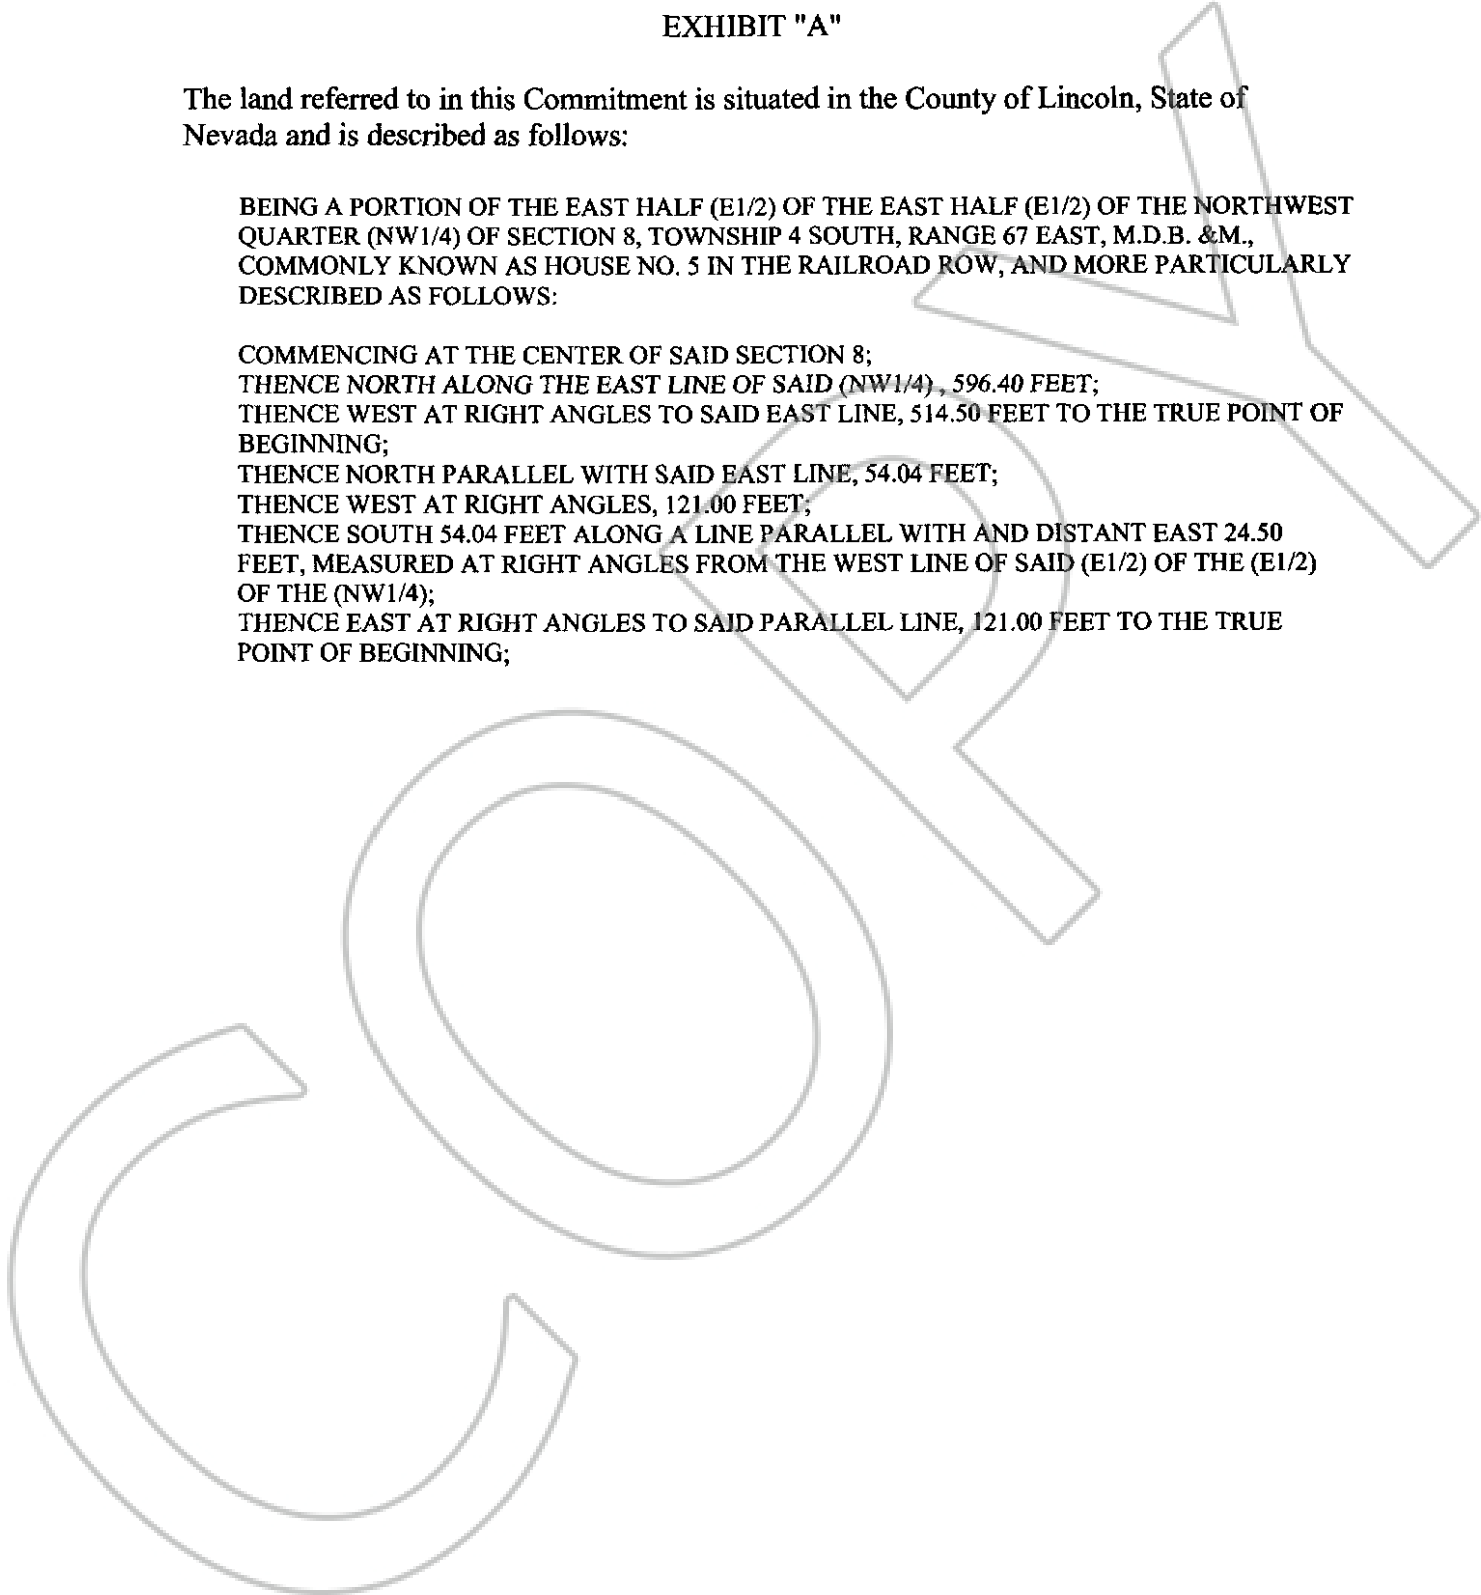 EXHIBIT "A"
The land referred to in this Commitment is situated in the County of Lincoln, State of
Nevada and is described as follows:
BEING A PORTION OF THE EAST HALF (E1/2) OF THE EAST HALF (E1/2) OF THE NORTHWEST
QUARTER (NW1/4) OF SECTION 8, TOWNSHIP 4 SOUTH, RANGE 67 EAST, M.D.B. &M.,
COMMONLY KNOWN AS HOUSE NO. 5 IN THE RAILROAD ROW, AND MORE PARTICULARLY
DESCRIBED AS FOLLOWS:
COMMENCING AT THE CENTER OF SAID SECTION 8;
THENCE NORTH ALONG THE EAST LINE OF SAID (NW1/4) , 596.40 FEET;
THENCE WEST AT RIGHT ANGLES TO SAID EAST LINE, 514.50 FEET TO THE TRUE POINT OF
BEGINNING;
THENCE NORTH PARALLEL WITH SAID EAST LINE, 54.04 FEET;
THENCE WEST AT RIGHT ANGLES, 121.00 FEET;
THENCE SOUTH 54.04 FEET ALONG A LINE PARALLEL WITH AND DISTANT EAST 24.50
FEET, MEASURED AT RIGHT ANGLES FROM THE WEST LINE OF SAID (E1/2) OF THE (E1/2)
OF THE (NW1/4);
THENCE EAST AT RIGHT ANGLES TO SAID PARALLEL LINE, 121.00 FEET TO THE TRUE
POINT OF BEGINNING;
COPY